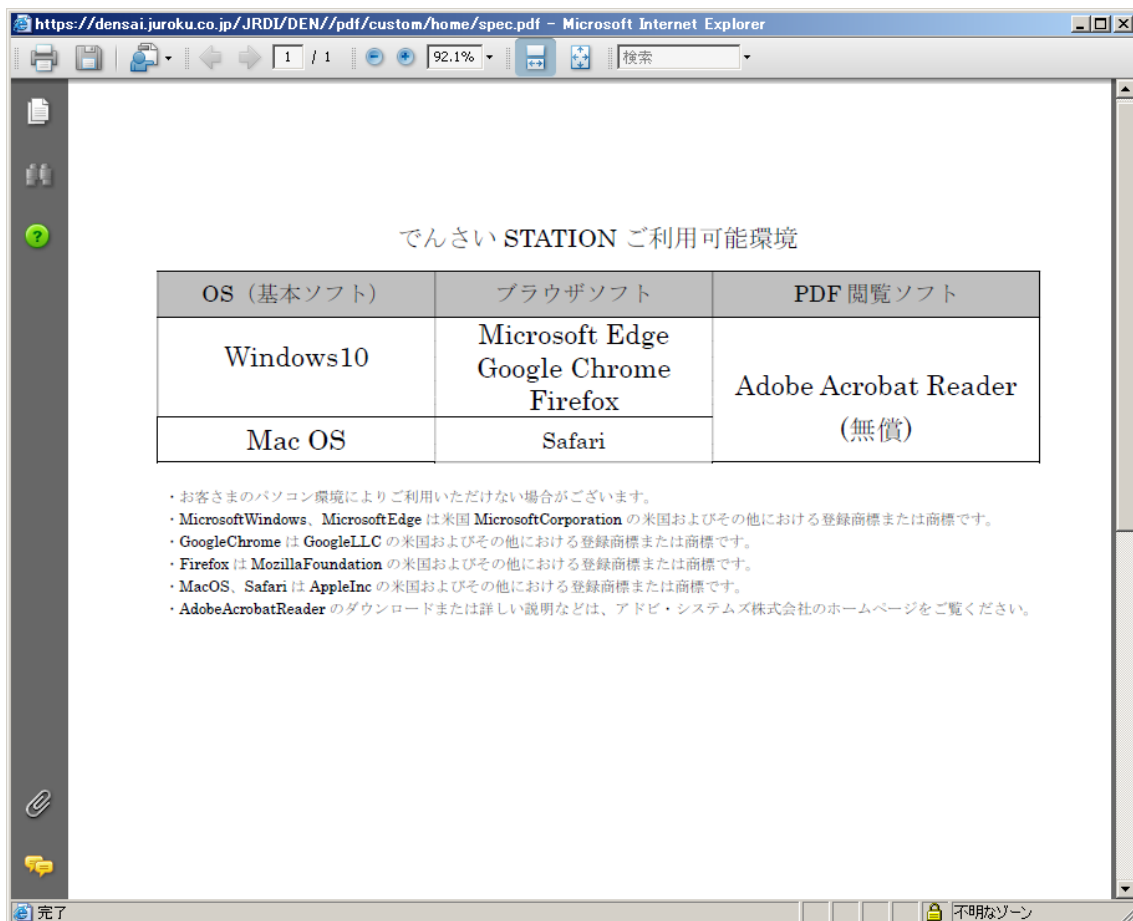 https://densai.juroku.co.jp/JRDI/DEN//pdf/custom/home/spec.pdf - Microsoft Internet Explorer
1 / 1 92.1% 検索
でんさい STATION ご利用可能環境
OS（基本ソフト） ブラウザソフト PDF 閲覧ソフト
Windows10
Microsoft Edge
Google Chrome
Firefox
Adobe Acrobat Reader
(無償)
Mac OS Safari
・お客さまのパソコン環境によりご利用いただけない場合がございます。
・MicrosoftWindows、MicrosoftEdge は米国 MicrosoftCorporation の米国およびその他における登録商標または商標です。
・GoogleChrome は GoogleLLC の米国およびその他における登録商標または商標です。
・Firefox は MozillaFoundation の米国およびその他における登録商標または商標です。
・MacOS、Safari は AppleInc の米国およびその他における登録商標または商標です。
・AdobeAcrobatReader のダウンロードまたは詳しい説明などは、アドビ・システムズ株式会社のホームページをご覧ください。
完了 不明なゾーン